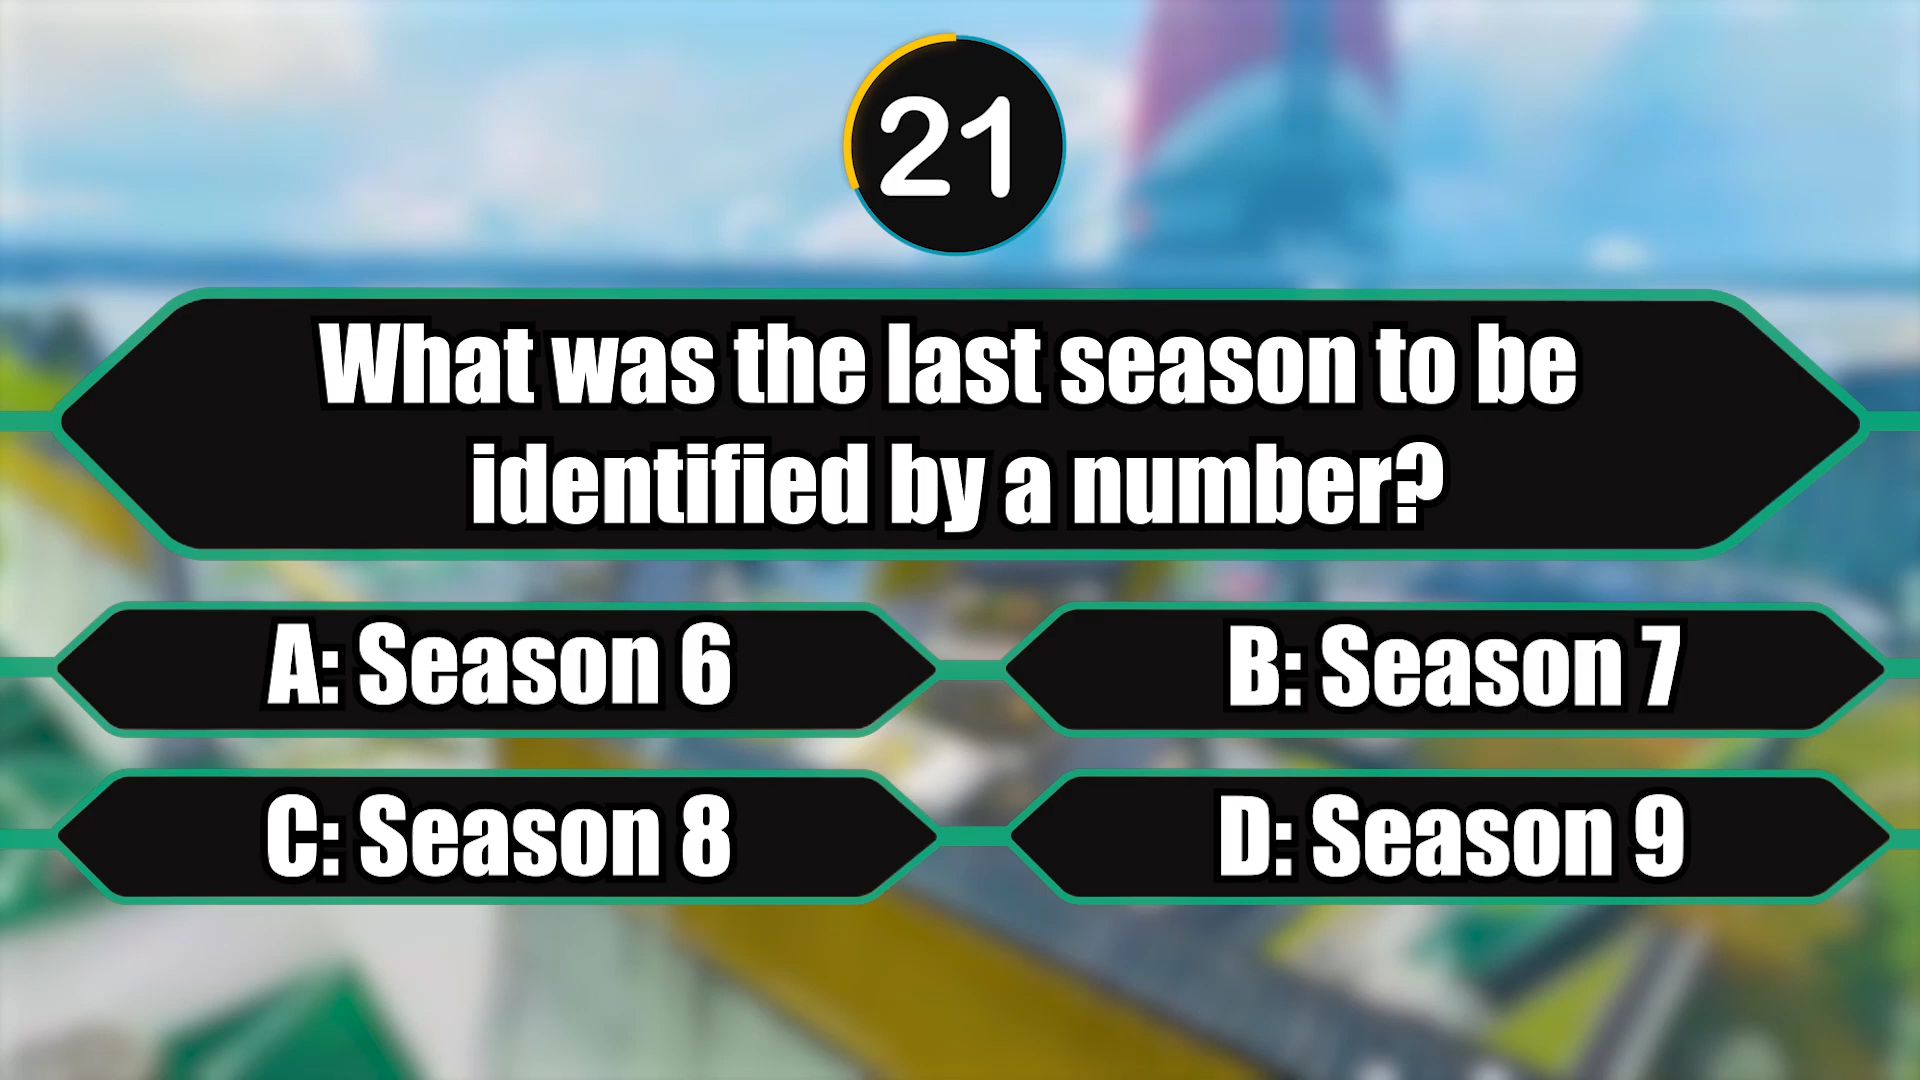 21
What was the last season to be
identified by a number?
A: Season 6
B: Season 7
C: Season 8
D: Season 9